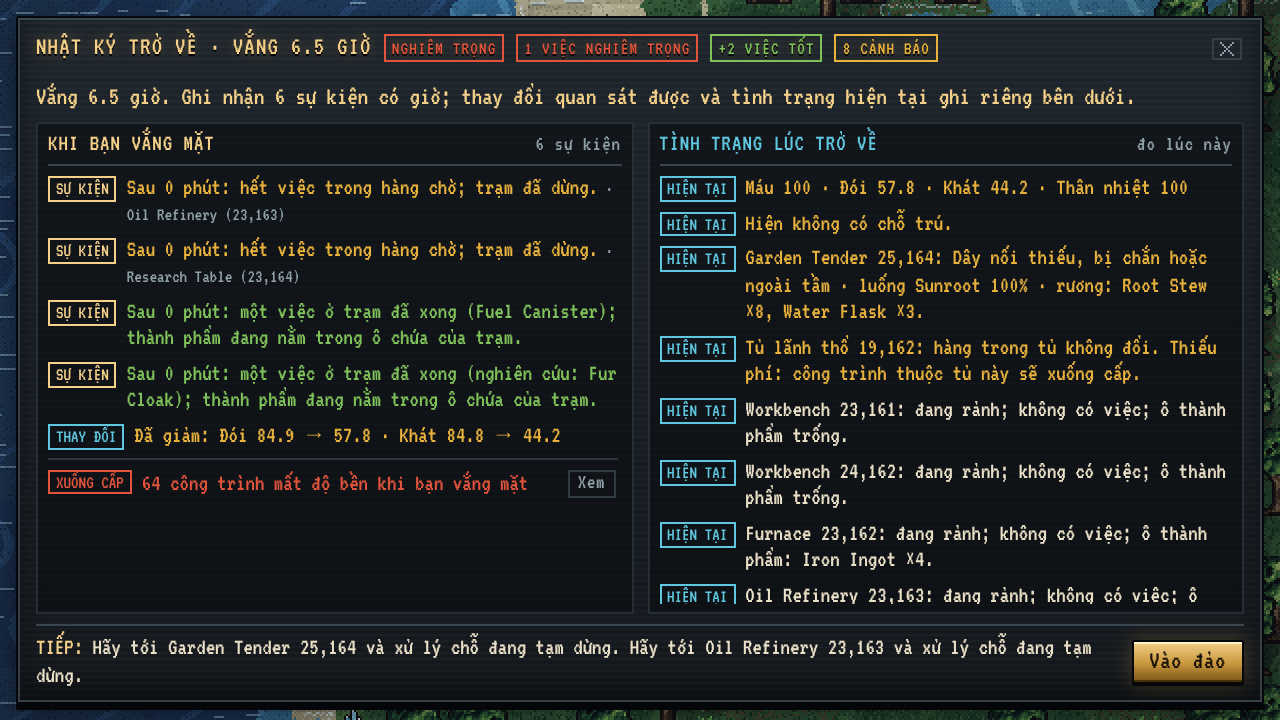 NHẬT KÝ TRỞ VỀ · VẮNG 6.5 GIỜ
NGHIÊM TRỌNG
1 VIỆC NGHIÊM TRỌNG
+2 VIỆC TỐT
8 CẢNH BÁO
Vắng 6.5 giờ. Ghi nhận 6 sự kiện có giờ; thay đổi quan sát được và tình trạng hiện tại ghi riêng bên dưới.
KHI BẠN VẮNG MẶT
6 sự kiện
SỰ KIỆN Sau 0 phút: hết việc trong hàng chờ; trạm đã dừng. ·
Oil Refinery (23,163)
SỰ KIỆN Sau 0 phút: hết việc trong hàng chờ; trạm đã dừng. ·
Research Table (23,164)
SỰ KIỆN Sau 0 phút: một việc ở trạm đã xong (Fuel Canister);
thành phẩm đang nằm trong ô chứa của trạm.
SỰ KIỆN Sau 0 phút: một việc ở trạm đã xong (nghiên cứu: Fur
Cloak); thành phẩm đang nằm trong ô chứa của trạm.
THAY ĐỔI Đã giảm: Đói 84.9 → 57.8 · Khát 84.8 → 44.2
XUỐNG CẤP 64 công trình mất độ bền khi bạn vắng mặt
Xem
TÌNH TRẠNG LÚC TRỞ VỀ
đo lúc này
HIỆN TẠI Máu 100 · Đói 57.8 · Khát 44.2 · Thân nhiệt 100
HIỆN TẠI Hiện không có chỗ trú.
HIỆN TẠI Garden Tender 25,164: Dây nối thiếu, bị chắn hoặc
ngoài tầm · luống Sunroot 100% · rương: Root Stew
x8, Water Flask x3.
HIỆN TẠI Tủ lãnh thổ 19,162: hàng trong tủ không đổi. Thiếu
phí: công trình thuộc tủ này sẽ xuống cấp.
HIỆN TẠI Workbench 23,161: đang rảnh; không có việc; ô thành
phẩm trống.
HIỆN TẠI Workbench 24,162: đang rảnh; không có việc; ô thành
phẩm trống.
HIỆN TẠI Furnace 23,162: đang rảnh; không có việc; ô thành
phẩm: Iron Ingot x4.
HIỆN TẠI Oil Refinery 23,163: đang rảnh; không có việc; ô
TIẾP: Hãy tới Garden Tender 25,164 và xử lý chỗ đang tạm dừng. Hãy tới Oil Refinery 23,163 và xử lý chỗ đang tạm
dừng.
Vào đảo